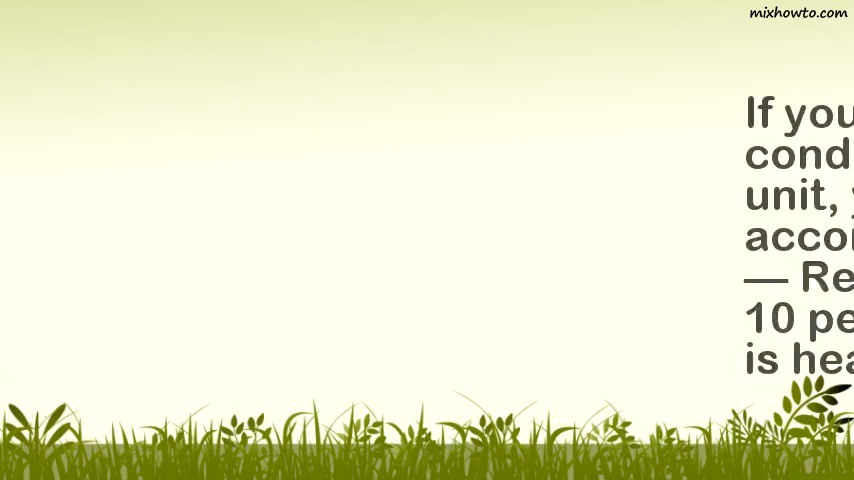 mixhowto.com
If you
cond
unit,
acco
— Re
10 pe
is hea